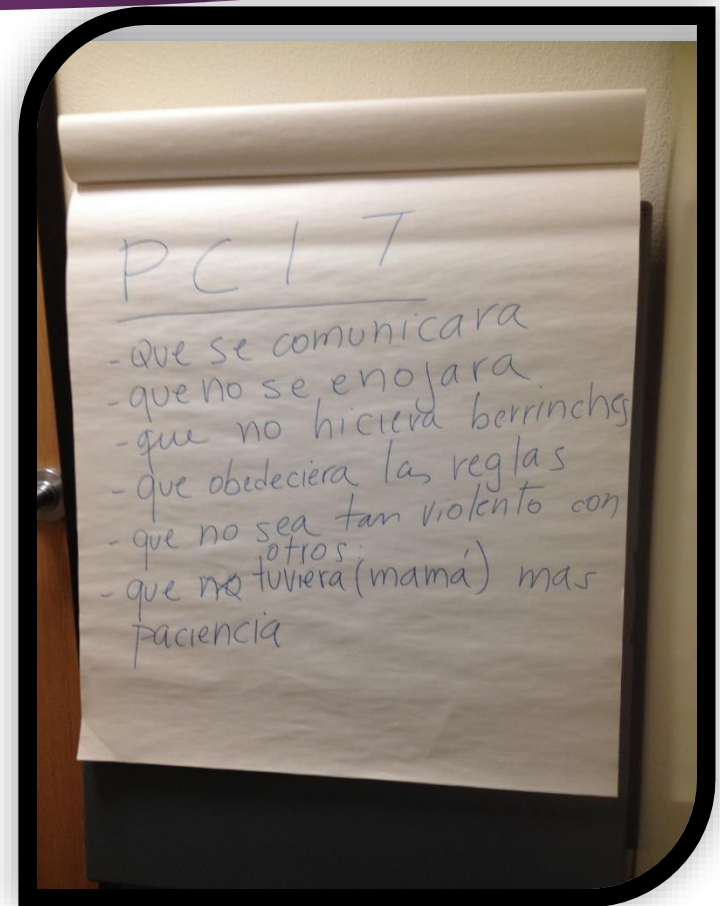 PCIT
- Que se comunicara
- que no se enojara
- que no hiciera berrinches
- que obedeciera las reglas
- que no sea tan violento con
otros.
- que no tuviera (mamá) mas
paciencia